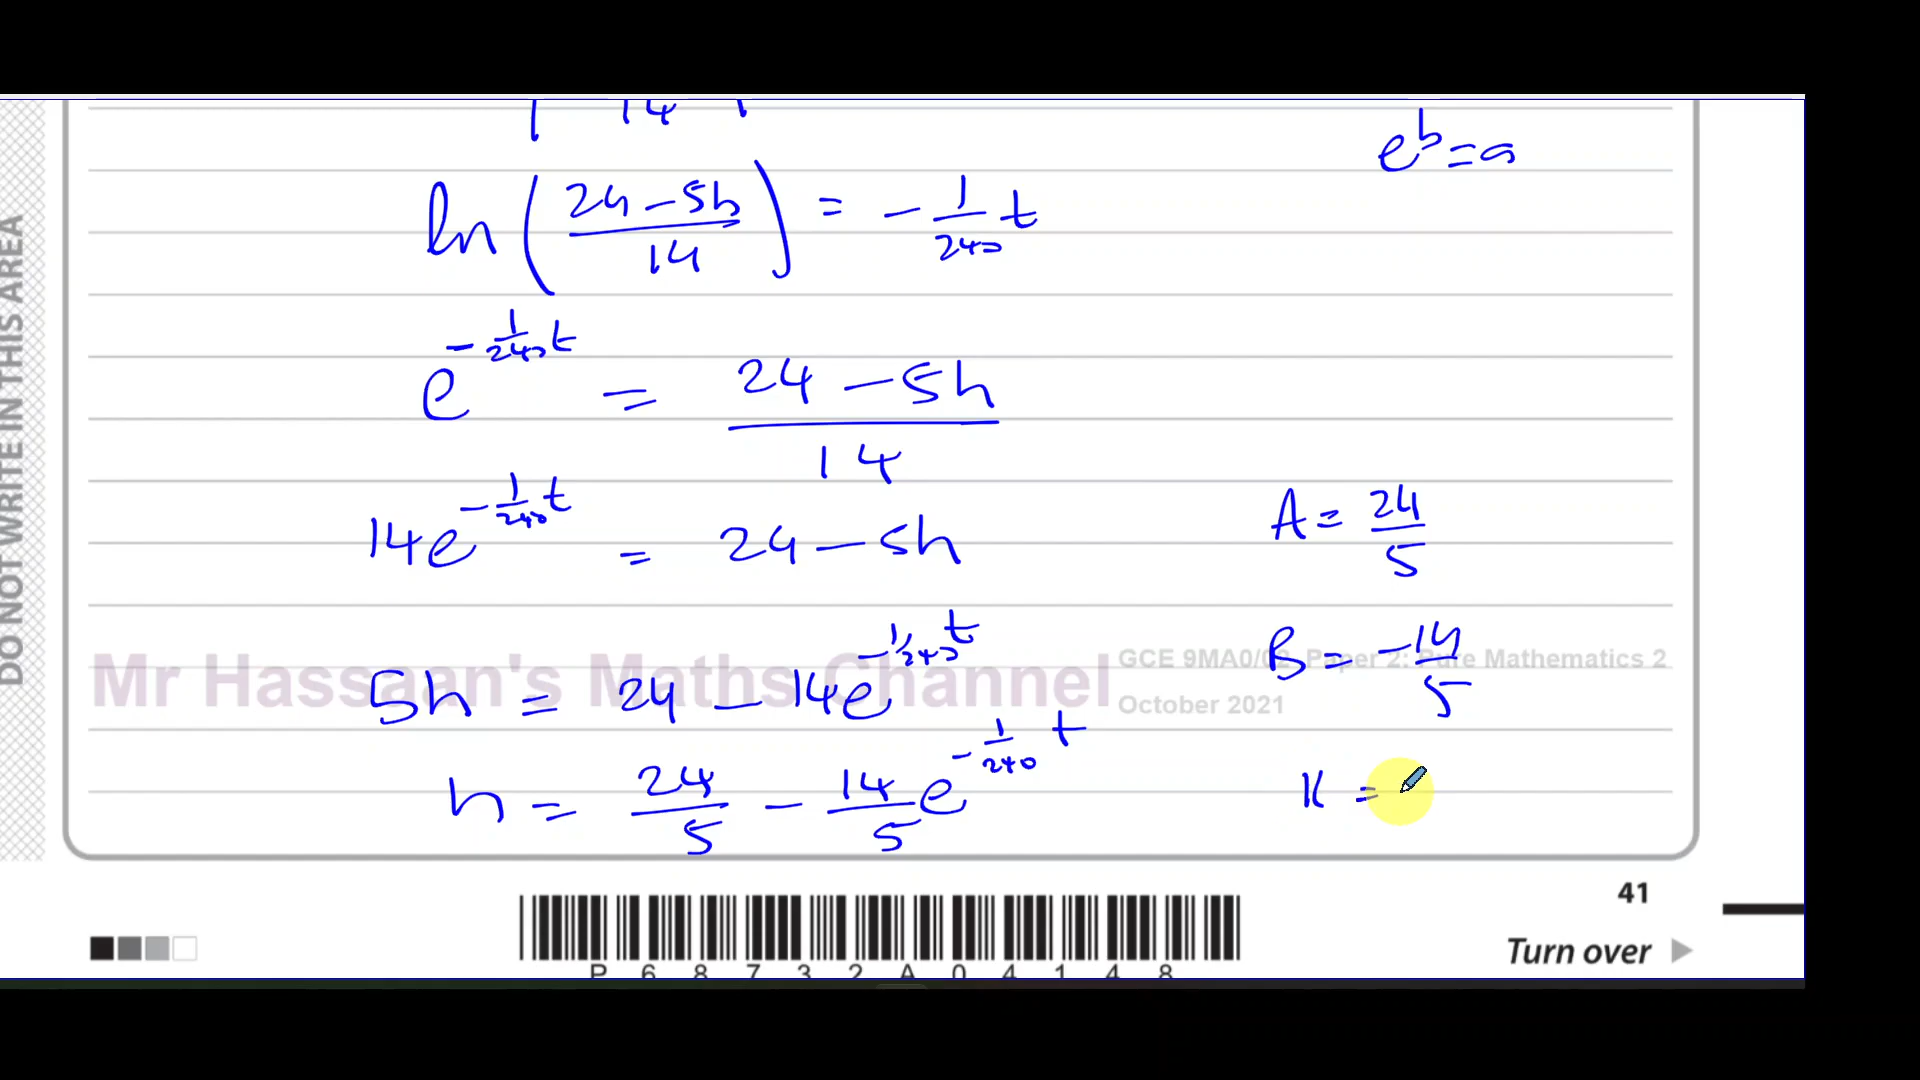 14
e^b = a
ln((24 - 5h)/14) = -1/240 t
e^(-1/240 t) = (24 - 5h)/14
14e^(-1/240 t) = 24 - 5h
A = 24/5
5h = 24 - 14e^(-1/240 t)
B = -14/5
h = 24/5 - 14/5 e^(-1/240 t)
K =
DO NOT WRITE IN THIS AREA
Mr Hassaan's Maths Channel
GCE 9MA0/02 Paper 2: Pure Mathematics 2
October 2021
41
Turn over
P 6 8 7 3 2 A 0 4 1 4 8